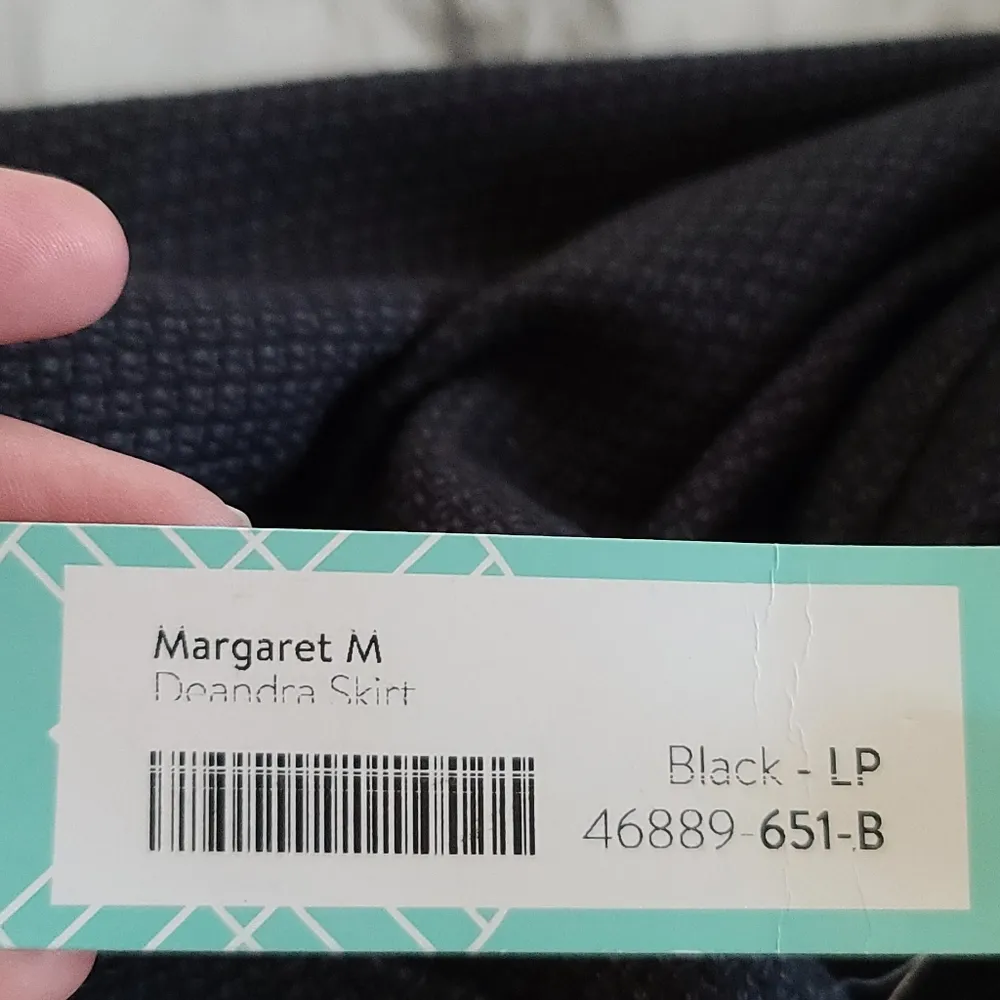 Margaret M
Deandra Skirt
Black - LP
46889-651-B